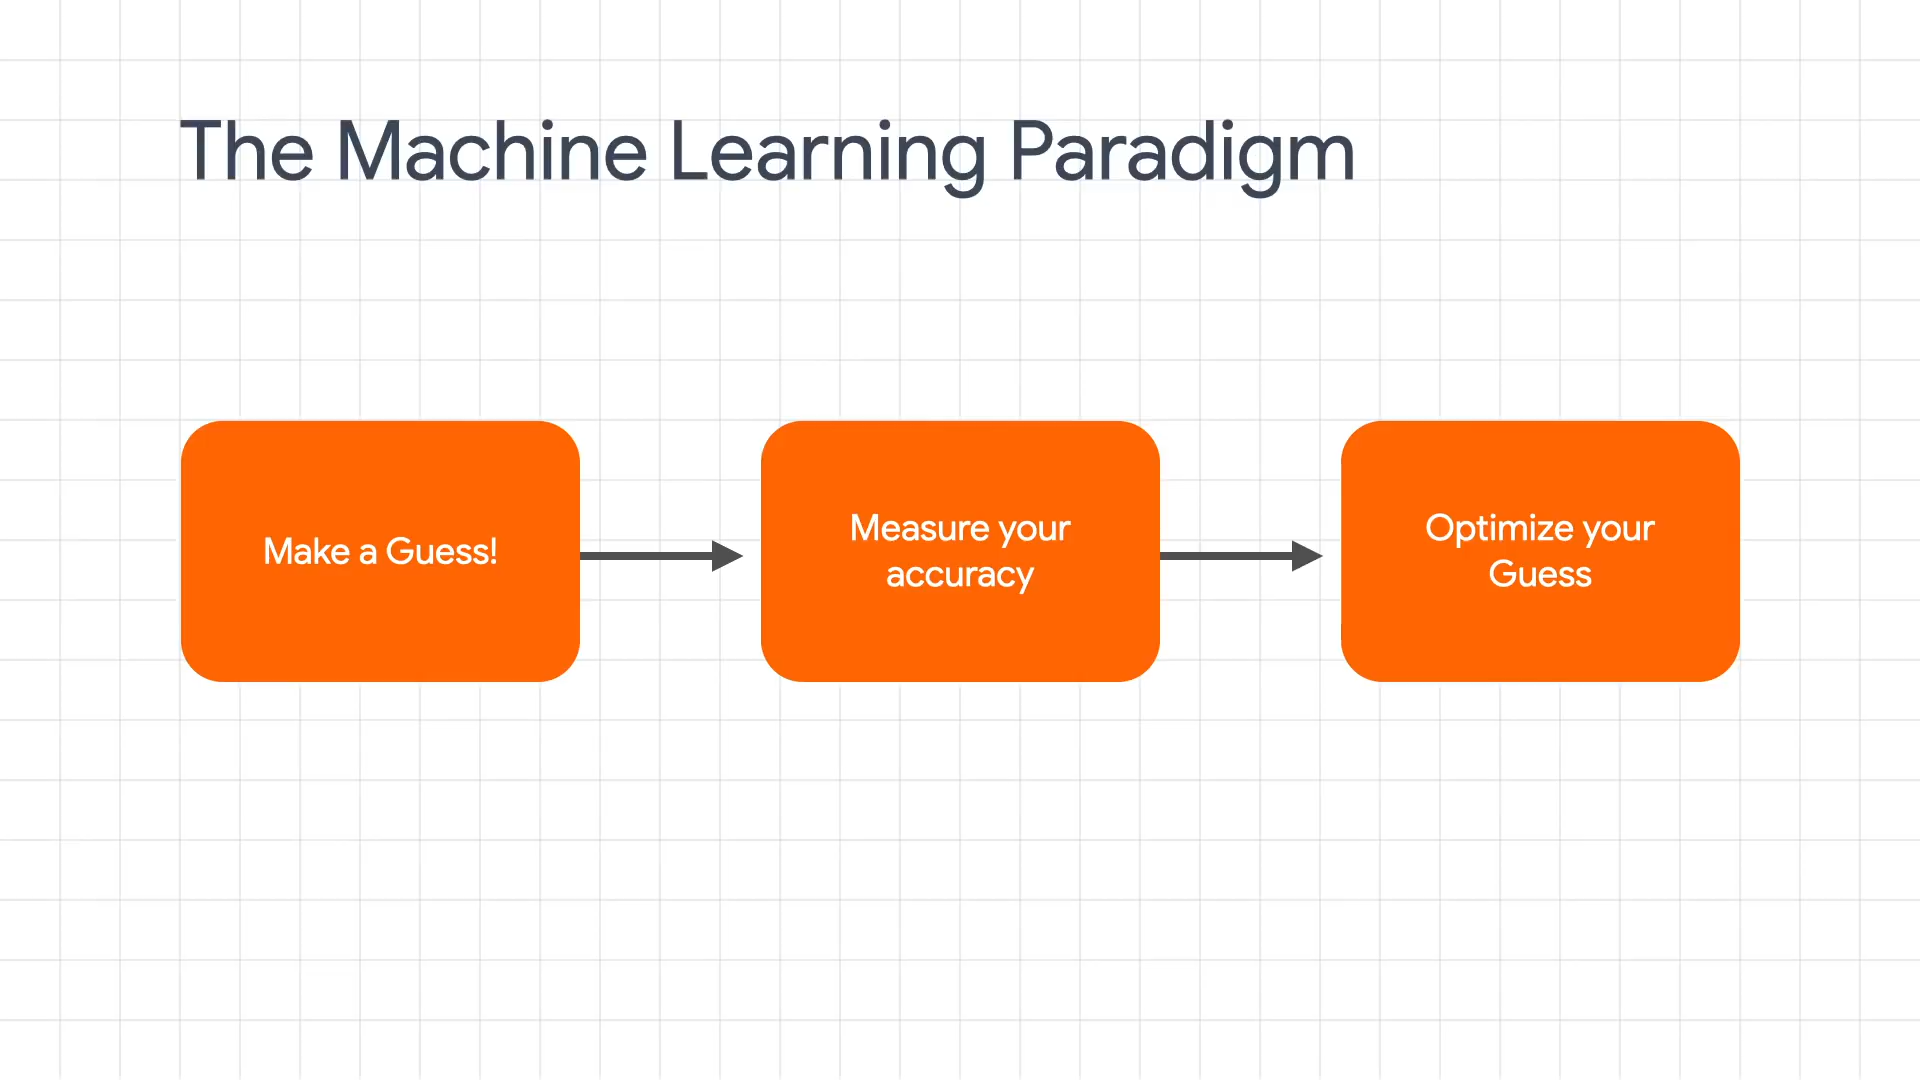 The Machine Learning Paradigm
Make a Guess!
Measure your
accuracy
Optimize your
Guess